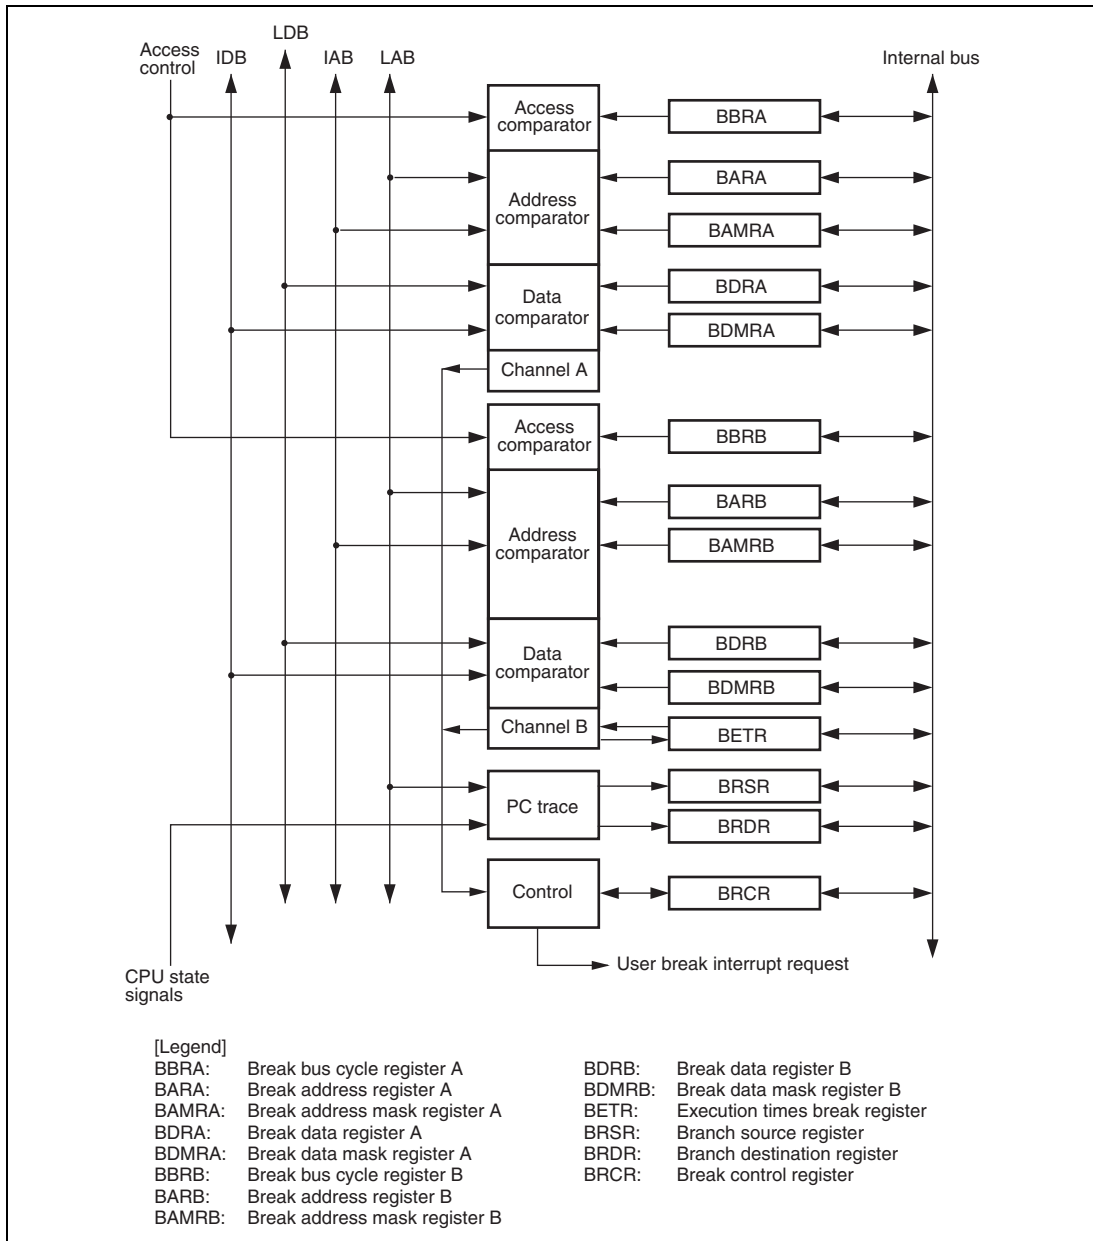 LDB
Access
control
IDB
IAB
LAB
Internal bus
Access
comparator
BBRA
Address
comparator
BARA
BAMRA
Data
comparator
BDRA
BDMRA
Channel A
Access
comparator
BBRB
Address
comparator
BARB
BAMRB
Data
comparator
BDRB
BDMRB
Channel B
BETR
PC trace
BRSR
BRDR
Control
BRCR
User break interrupt request
CPU state
signals
[Legend]
BBRA: Break bus cycle register A
BARA: Break address register A
BAMRA: Break address mask register A
BDRA: Break data register A
BDMRA: Break data mask register A
BBRB: Break bus cycle register B
BARB: Break address register B
BAMRB: Break address mask register B
BDRB: Break data register B
BDMRB: Break data mask register B
BETR: Execution times break register
BRSR: Branch source register
BRDR: Branch destination register
BRCR: Break control register